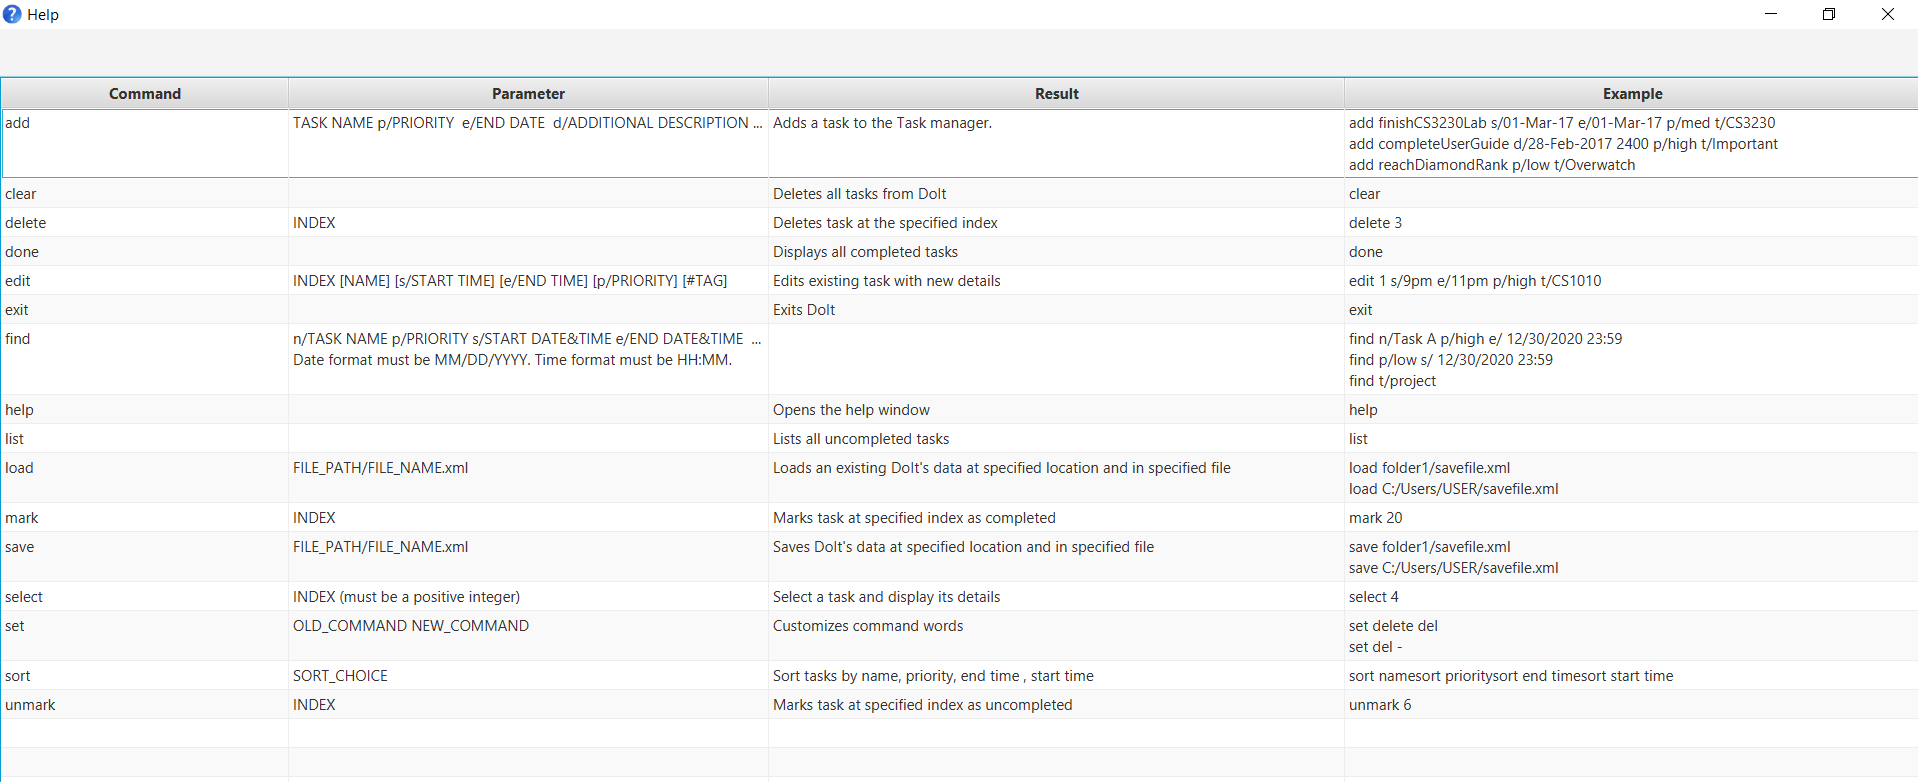 Help
Command Parameter Result Example
add TASK NAME p/PRIORITY  e/END DATE  d/ADDITIONAL DESCRIPTION ... Adds a task to the Task manager. add finishCS3230Lab s/01-Mar-17 e/01-Mar-17 p/med t/CS3230
add completeUserGuide d/28-Feb-2017 2400 p/high t/Important
add reachDiamondRank p/low t/Overwatch
clear Deletes all tasks from DoIt clear
delete INDEX Deletes task at the specified index delete 3
done Displays all completed tasks done
edit INDEX [NAME] [s/START TIME] [e/END TIME] [p/PRIORITY] [#TAG] Edits existing task with new details edit 1 s/9pm e/11pm p/high t/CS1010
exit Exits DoIt exit
find n/TASK NAME p/PRIORITY s/START DATE&TIME e/END DATE&TIME  ... find n/Task A p/high e/ 12/30/2020 23:59
Date format must be MM/DD/YYYY. Time format must be HH:MM. find p/low s/ 12/30/2020 23:59
find t/project
help Opens the help window help
list Lists all uncompleted tasks list
load FILE_PATH/FILE_NAME.xml Loads an existing DoIt's data at specified location and in specified file load folder1/savefile.xml
load C:/Users/USER/savefile.xml
mark INDEX Marks task at specified index as completed mark 20
save FILE_PATH/FILE_NAME.xml Saves DoIt's data at specified location and in specified file save folder1/savefile.xml
save C:/Users/USER/savefile.xml
select INDEX (must be a positive integer) Select a task and display its details select 4
set OLD_COMMAND NEW_COMMAND Customizes command words set delete del
set del -
sort SORT_CHOICE Sort tasks by name, priority, end time , start time sort namesort prioritysort end timesort start time
unmark INDEX Marks task at specified index as uncompleted unmark 6